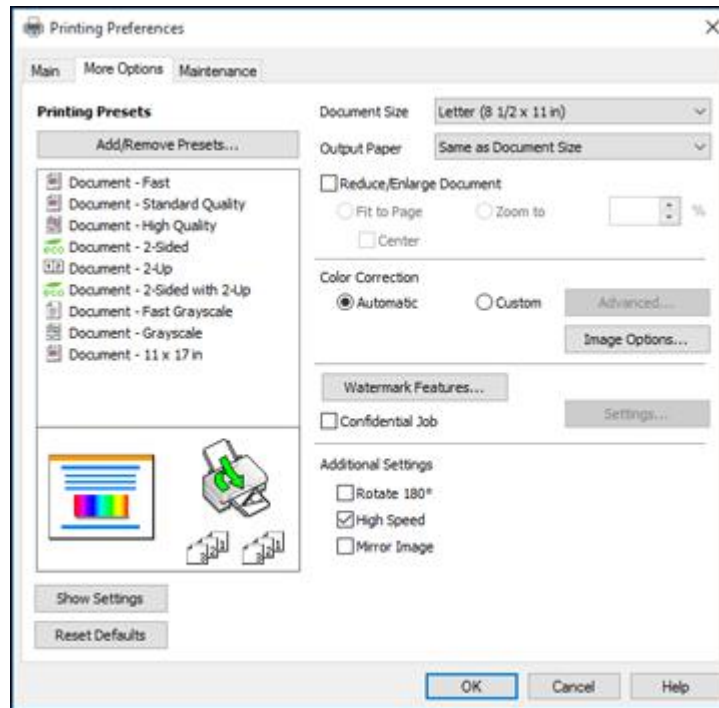 Printing Preferences
Main More Options Maintenance
Printing Presets
Add/Remove Presets...
Document - Fast
Document - Standard Quality
Document - High Quality
eco Document - 2-Sided
Document - 2-Up
eco Document - 2-Sided with 2-Up
Document - Fast Grayscale
Document - Grayscale
Document - 11 x 17 in
Show Settings
Reset Defaults
Document Size Letter (8 1/2 x 11 in)
Output Paper Same as Document Size
Reduce/Enlarge Document
Fit to Page Zoom to %
Center
Color Correction
Automatic Custom Advanced...
Image Options...
Watermark Features...
Confidential Job Settings...
Additional Settings
Rotate 180°
High Speed
Mirror Image
OK Cancel Help